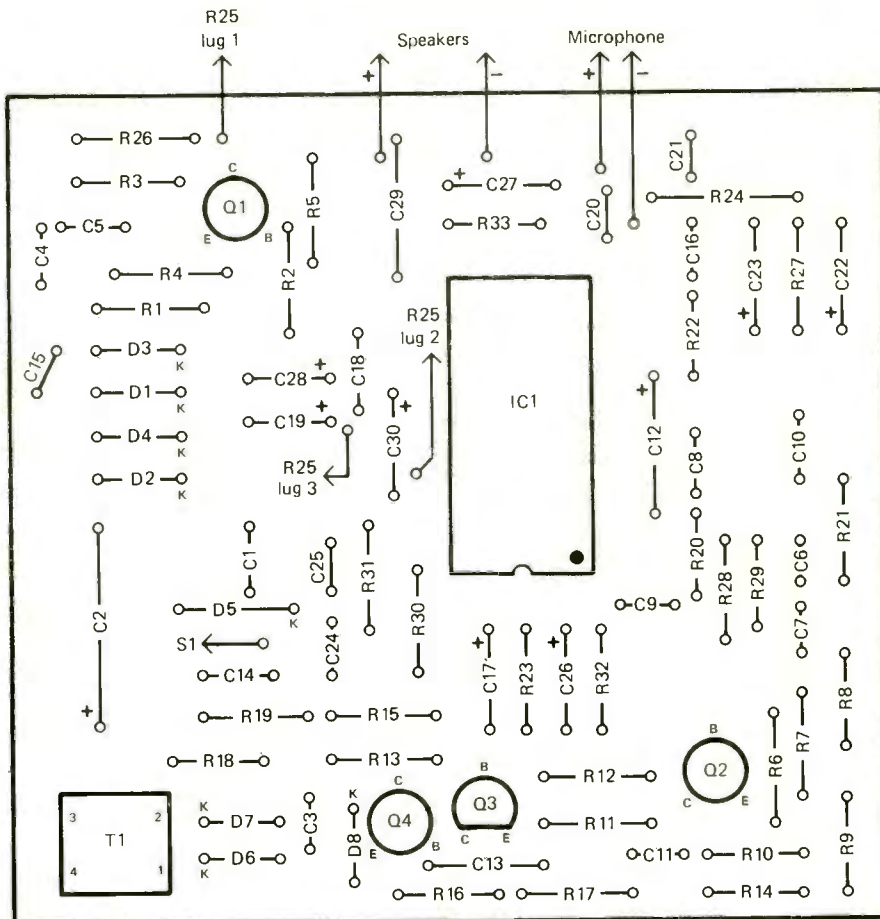 R25
lug 1
Speakers
Microphone
+
-
+
-
R26
R3
C
Q1
E
B
R5
C29
+
C27
R33
C20
C21
R24
C4
C5
R4
R2
R1
C16
C23
+
R27
C22
+
R22
C15
D3
K
D1
K
D4
K
D2
K
C28
+
C19
+
C18
R25
lug 2
+
C30
R25
lug 3
IC1
+
C12
C8
C10
R21
R20
R28
R29
C6
C7
C9
C2
+
C1
C25
R31
R30
D5
K
S1
C24
C14
R19
R15
R18
R13
+
C17
R23
+
C26
R32
R8
R7
R6
B
Q2
C
E
R9
T1
3
2
4
1
K
D7
K
D6
C3
K
D8
C
Q4
E
B
B
Q3
C
E
R12
R11
C13
C11
R10
R16
R17
R14